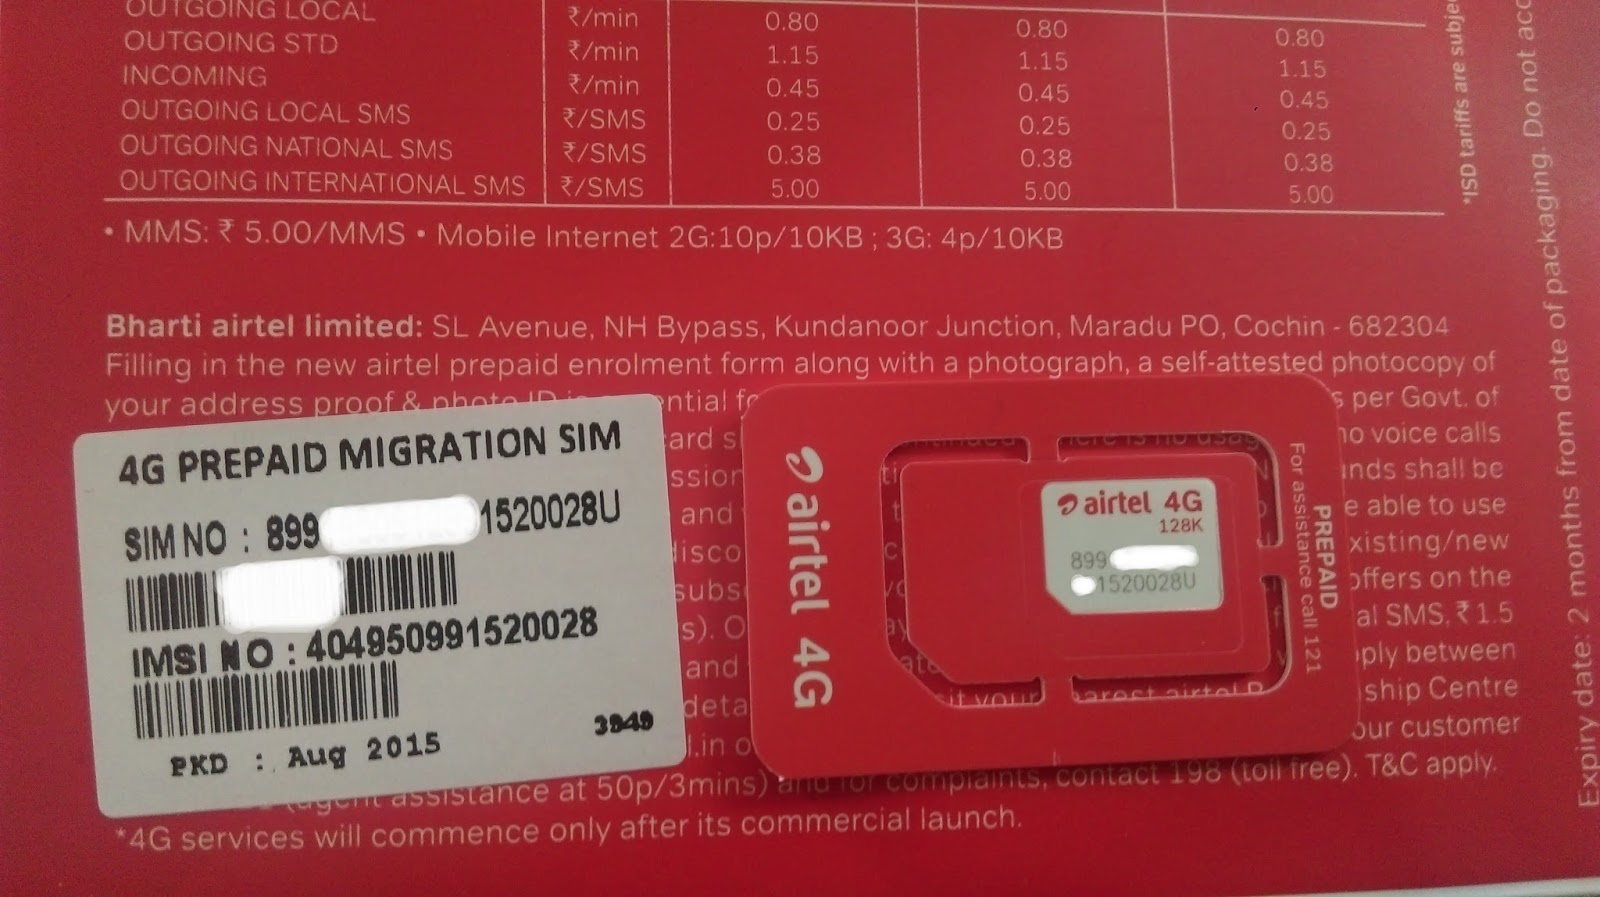 OUTGOING LOCAL ₹/min 0.80 0.80 0.80
OUTGOING STD ₹/min 1.15 1.15 1.15
INCOMING ₹/min 0.45 0.45 0.45
OUTGOING LOCAL SMS ₹/SMS 0.25 0.25 0.25
OUTGOING NATIONAL SMS ₹/SMS 0.38 0.38 0.38
OUTGOING INTERNATIONAL SMS ₹/SMS 5.00 5.00 5.00
• MMS: ₹ 5.00/MMS • Mobile Internet 2G:10p/10KB ; 3G: 4p/10KB
Bharti airtel limited: SL Avenue, NH Bypass, Kundanoor Junction, Maradu PO, Cochin - 682304
Filling in the new airtel prepaid enrolment form along with a photograph, a self-attested photocopy of
your address proof & photo ID per Govt. of
no voice calls
shall be
and able to use
existing/new
offers on the
SMS, ₹ 1.5
between
and
Centre
customer
assistance at 50p/3mins) and for complaints, contact 198 (toll free). T&C apply.
*4G services will commence only after its commercial launch.
4G PREPAID MIGRATION SIM
SIM NO : 899 1520028U
IMSI NO : 404950991520028
PKD : Aug 2015
3949
airtel 4G
airtel 4G
128K
899
1520028U
PREPAID
For assistance call 121
*ISD tariffs are
Expiry date: 2 months from date of packaging. Do not